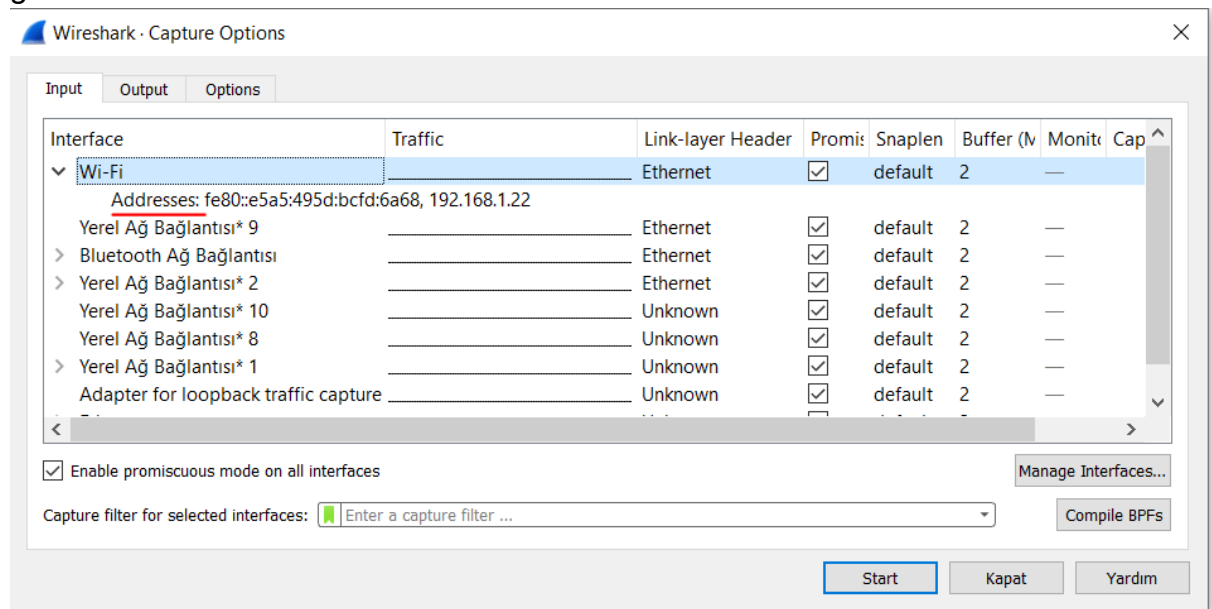 Wireshark · Capture Options
Input Output Options
Interface Traffic Link-layer Header Promis Snaplen Buffer (M Monito Cap
Wi-Fi Ethernet default 2 —
Addresses: fe80::e5a5:495d:bcfd:6a68, 192.168.1.22
Yerel Ağ Bağlantısı* 9 Ethernet default 2 —
Bluetooth Ağ Bağlantısı Ethernet default 2 —
Yerel Ağ Bağlantısı* 2 Ethernet default 2 —
Yerel Ağ Bağlantısı* 10 Unknown default 2 —
Yerel Ağ Bağlantısı* 8 Unknown default 2 —
Yerel Ağ Bağlantısı* 1 Unknown default 2 —
Adapter for loopback traffic capture Unknown default 2 —
Enable promiscuous mode on all interfaces
Manage Interfaces...
Capture filter for selected interfaces: Enter a capture filter ... Compile BPFs
Start Kapat Yardım